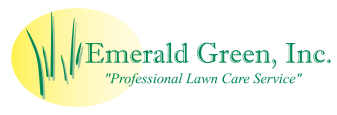 Emerald Green, Inc.
"Professional Lawn Care Service"